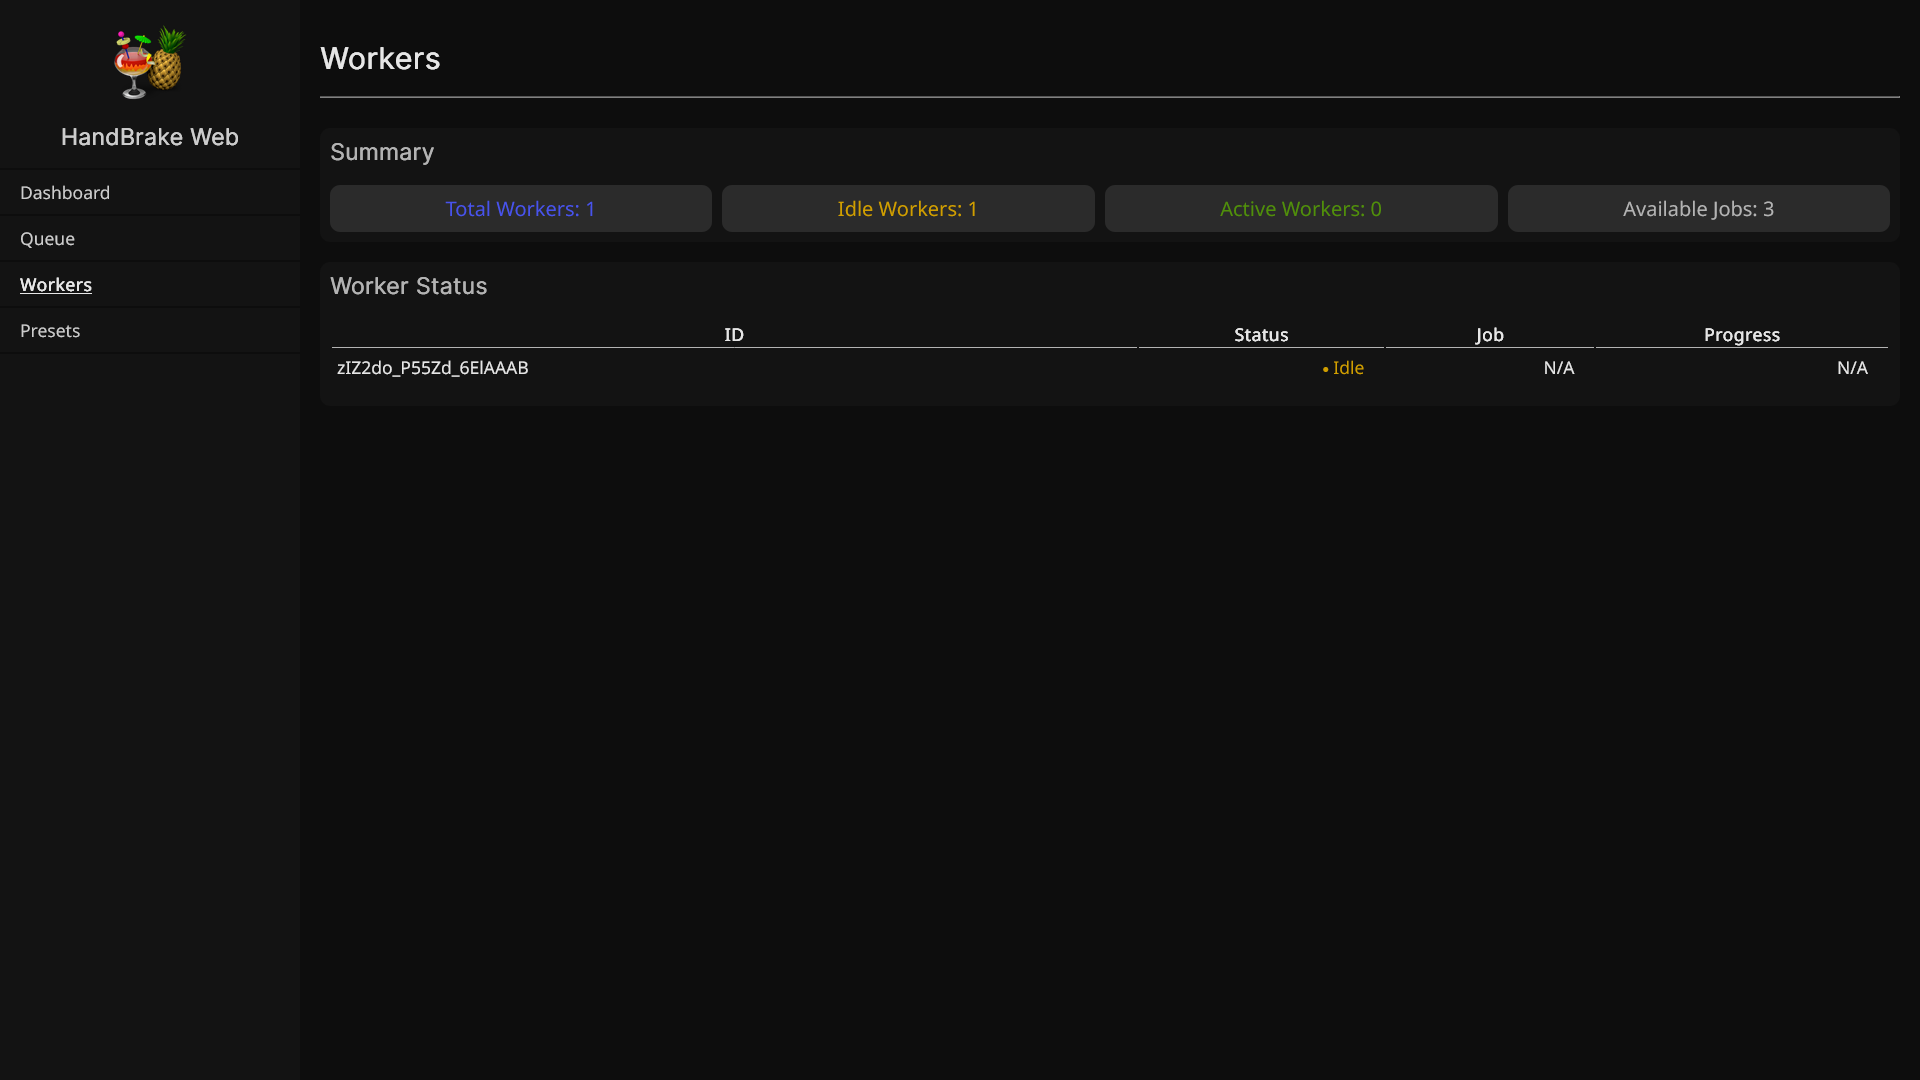 HandBrake Web
Dashboard
Queue
Workers
Presets
Workers
Summary
Total Workers: 1
Idle Workers: 1
Active Workers: 0
Available Jobs: 3
Worker Status
ID Status Job Progress
zIZ2do_P55Zd_6ElAAAB • Idle N/A N/A